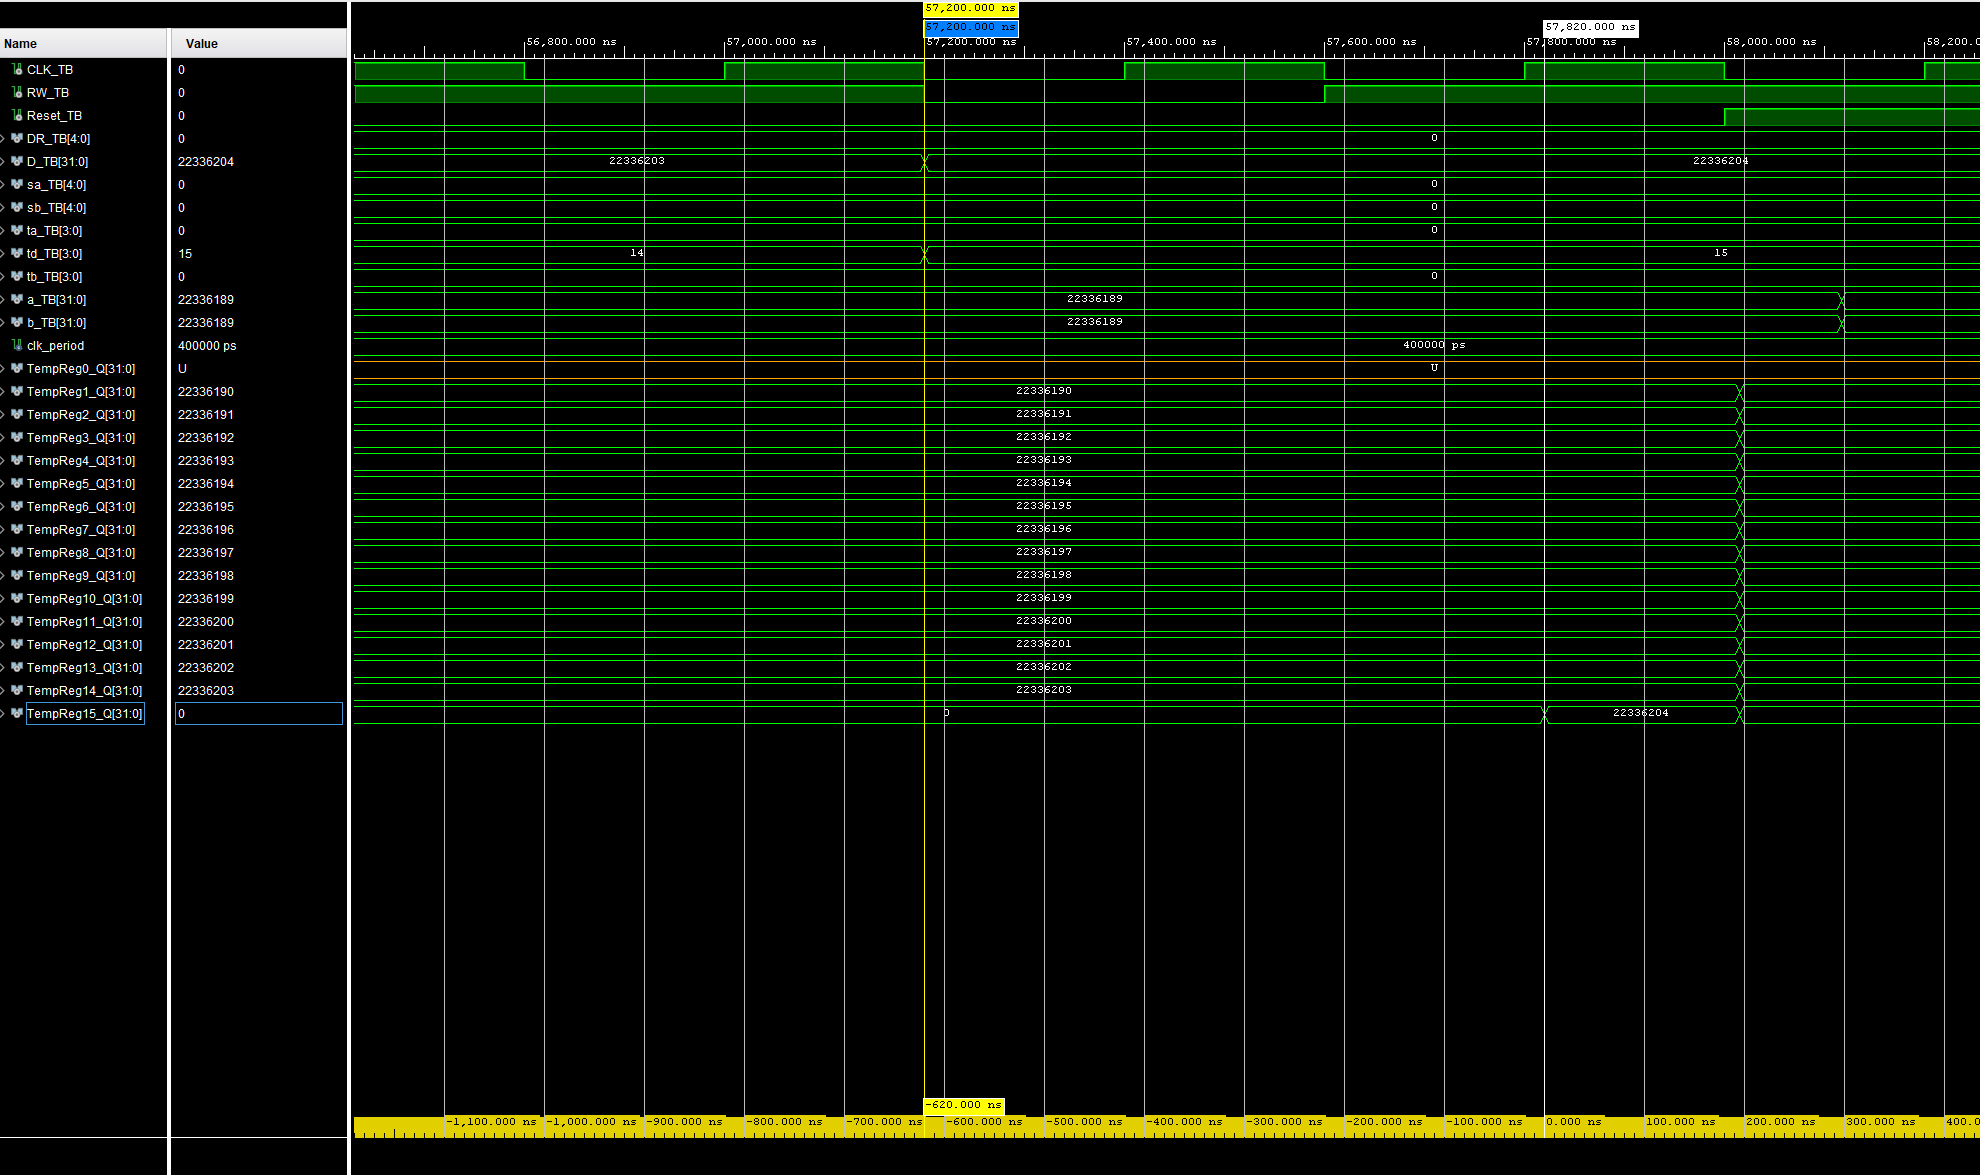 57,200.000 ns
57,200.000 ns
57,820.000 ns
Name Value
56,800.000 ns 57,000.000 ns 57,200.000 ns 57,400.000 ns 57,600.000 ns 57,800.000 ns 58,000.000 ns 58,200.
CLK_TB 0
RW_TB 0
Reset_TB 0
DR_TB[4:0] 0 0
D_TB[31:0] 22336204 22336203 22336204
sa_TB[4:0] 0 0
sb_TB[4:0] 0 0
ta_TB[3:0] 0 0
td_TB[3:0] 15 14 15
tb_TB[3:0] 0 0
a_TB[31:0] 22336189 22336189
b_TB[31:0] 22336189 22336189
clk_period 400000 ps 400000 ps
TempReg0_Q[31:0] U U
TempReg1_Q[31:0] 22336190 22336190
TempReg2_Q[31:0] 22336191 22336191
TempReg3_Q[31:0] 22336192 22336192
TempReg4_Q[31:0] 22336193 22336193
TempReg5_Q[31:0] 22336194 22336194
TempReg6_Q[31:0] 22336195 22336195
TempReg7_Q[31:0] 22336196 22336196
TempReg8_Q[31:0] 22336197 22336197
TempReg9_Q[31:0] 22336198 22336198
TempReg10_Q[31:0] 22336199 22336199
TempReg11_Q[31:0] 22336200 22336200
TempReg12_Q[31:0] 22336201 22336201
TempReg13_Q[31:0] 22336202 22336202
TempReg14_Q[31:0] 22336203 22336203
TempReg15_Q[31:0] 0 0 22336204
-620.000 ns
-1,100.000 ns -1,000.000 ns -900.000 ns -800.000 ns -700.000 ns -600.000 ns -500.000 ns -400.000 ns -300.000 ns -200.000 ns -100.000 ns 0.000 ns 100.000 ns 200.000 ns 300.000 ns 400.0